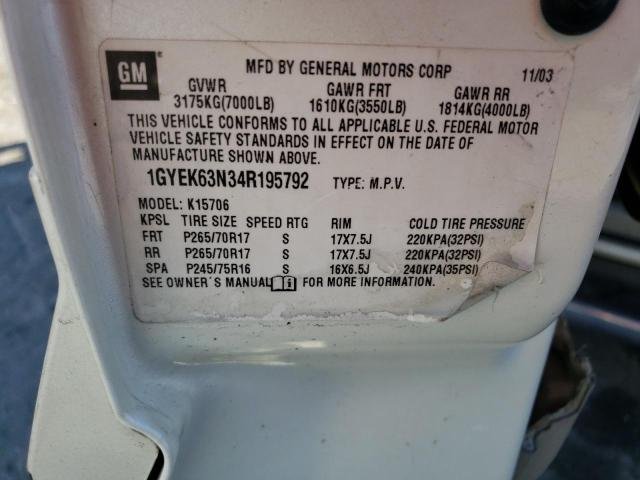 GM
MFD BY GENERAL MOTORS CORP 11/03
GVWR GAWR FRT GAWR RR
3175KG(7000LB) 1610KG(3550LB) 1814KG(4000LB)
THIS VEHICLE CONFORMS TO ALL APPLICABLE U.S. FEDERAL MOTOR
VEHICLE SAFETY STANDARDS IN EFFECT ON THE DATE OF
MANUFACTURE SHOWN ABOVE.
1GYEK63N34R195792 TYPE: M.P.V.
MODEL: K15706
KPSL TIRE SIZE SPEED RTG RIM COLD TIRE PRESSURE
FRT P265/70R17 S 17X7.5J 220KPA(32PSI)
RR P265/70R17 S 17X7.5J 220KPA(32PSI)
SPA P245/75R16 S 16X6.5J 240KPA(35PSI)
SEE OWNER'S MANUAL i FOR MORE INFORMATION.